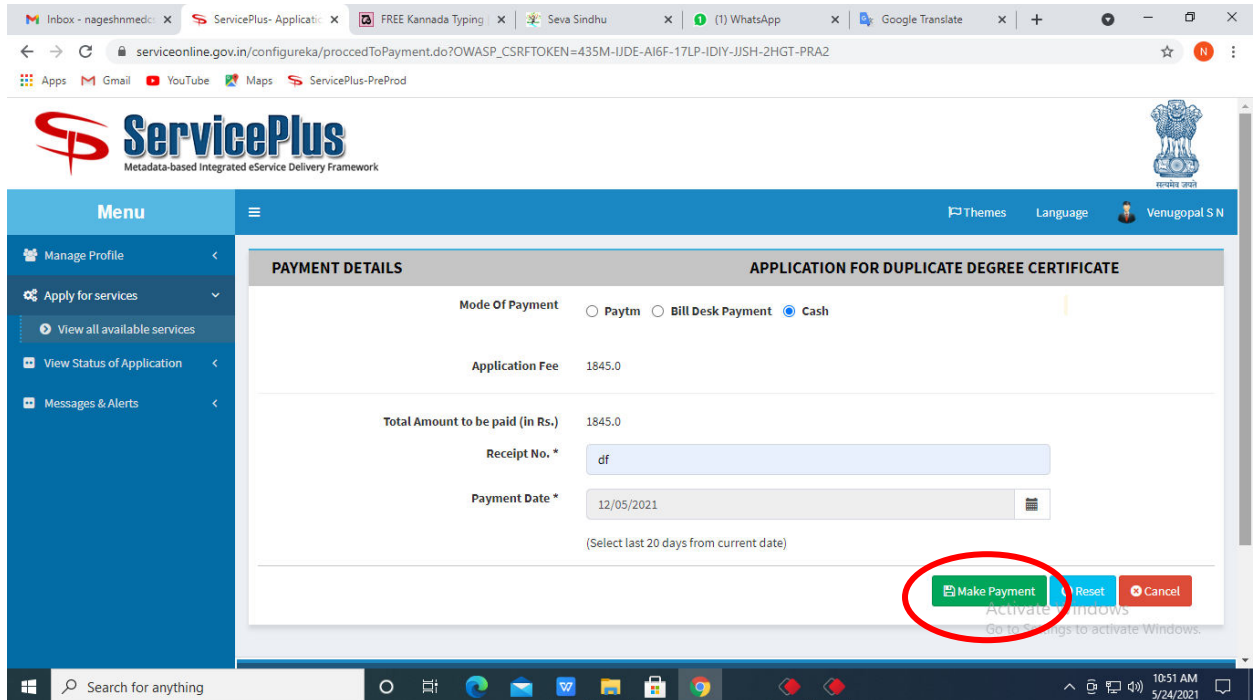 Inbox - nageshnmedcs
ServicePlus- Applicatic
FREE Kannada Typing
Seva Sindhu
(1) WhatsApp
Google Translate
serviceonline.gov.in/configureka/proccedToPayment.do?OWASP_CSRFTOKEN=435M-IJDE-AI6F-17LP-IDIY-JJSH-2HGT-PRA2
N
Apps Gmail YouTube Maps ServicePlus-PreProd
ServicePlus
Metadata-based Integrated eService Delivery Framework
सत्यमेव जयते
Menu
Themes Language Venugopal S N
Manage Profile
Apply for services
View all available services
View Status of Application
Messages & Alerts
PAYMENT DETAILS APPLICATION FOR DUPLICATE DEGREE CERTIFICATE
Mode Of Payment Paytm Bill Desk Payment Cash
Application Fee 1845.0
Total Amount to be paid (in Rs.) 1845.0
Receipt No. * df
Payment Date * 12/05/2021
(Select last 20 days from current date)
Make Payment Reset Cancel
Activate Windows
Go to Settings to activate Windows.
Search for anything
10:51 AM
5/24/2021